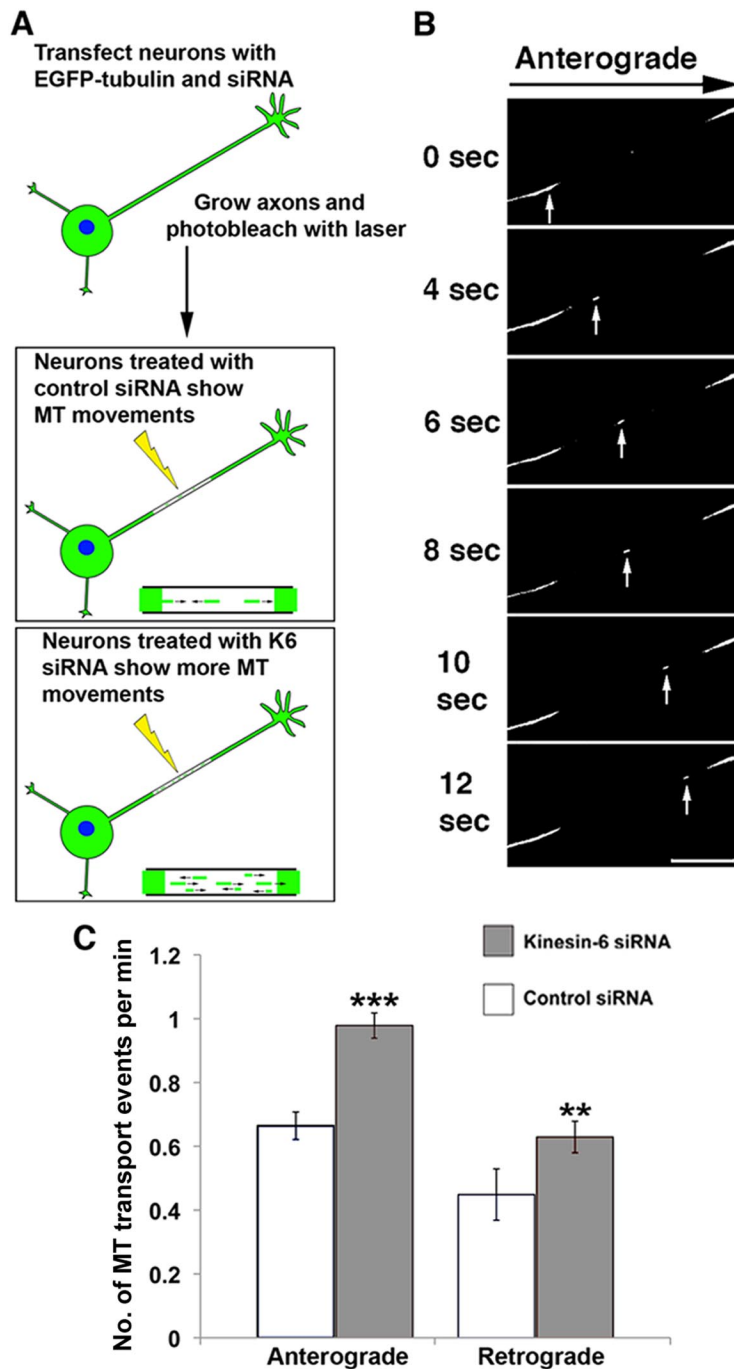 A
Transfect neurons with
EGFP-tubulin and siRNA
Grow axons and
photobleach with laser
Neurons treated with
control siRNA show
MT movements
Neurons treated with K6
siRNA show more MT
movements
B
Anterograde
0 sec
4 sec
6 sec
8 sec
10
sec
12
sec
C
Kinesin-6 siRNA
Control siRNA
No. of MT transport events per min
1.2
1
0.8
0.6
0.4
0.2
0
***
**
Anterograde
Retrograde